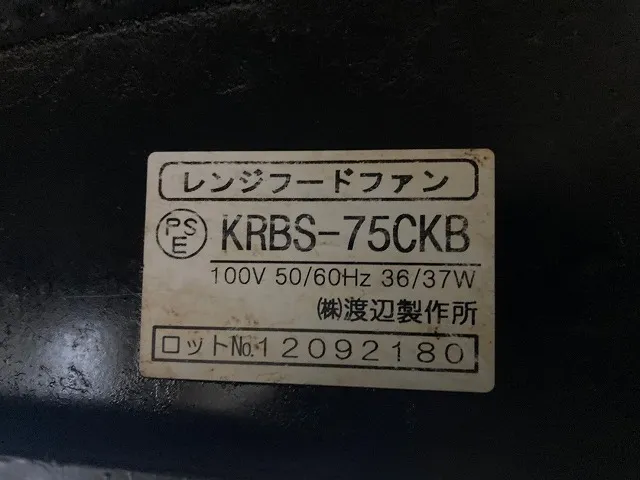 レンジフードファン
PS
E
KRBS-75CKB
100V 50/60Hz 36/37W
㈱渡辺製作所
ロットNo.12092180